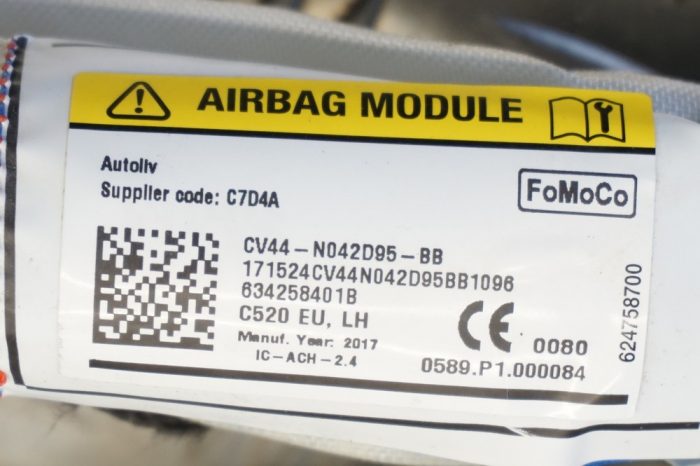 AIRBAG MODULE
Autoliv
Supplier code: C7D4A
FoMoCo
CV44-N042D95-BB
171524CV44N042D95BB1096
634258401B
C520 EU, LH
Manuf. Year: 2017
IC-ACH-2.4
CE 0080
0589.P1.000084
624758700